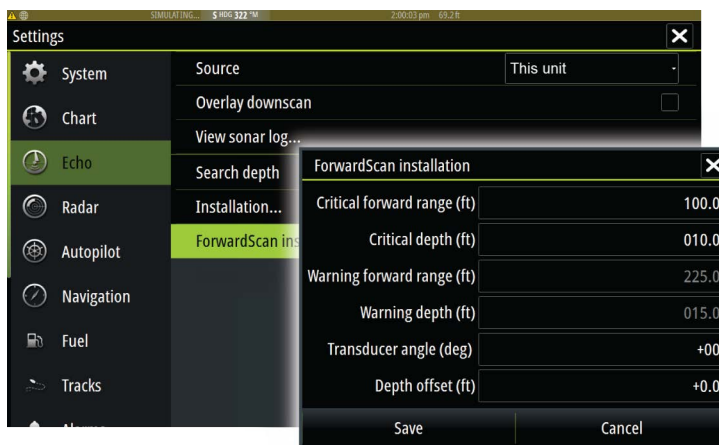 SIMULATING... S HDG 322 °M 2:00:03 pm 69.2 ft
Settings
System
Chart
Echo
Radar
Autopilot
Navigation
Fuel
Tracks
Source This unit
Overlay downscan
View sonar log...
Search depth
Installation...
ForwardScan ins
ForwardScan installation
Critical forward range (ft) 100.0
Critical depth (ft) 010.0
Warning forward range (ft) 225.0
Warning depth (ft) 015.0
Transducer angle (deg) +00
Depth offset (ft) +0.0
Save Cancel